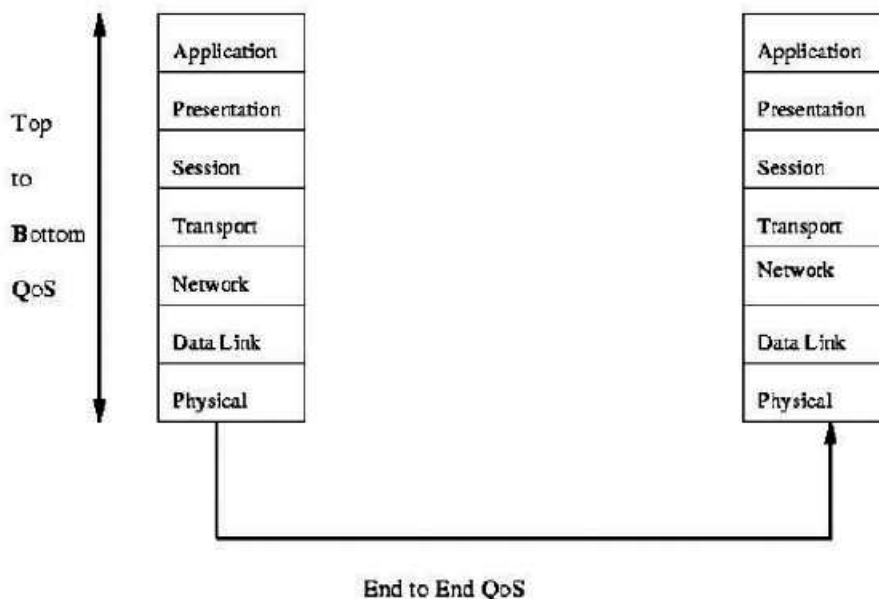 Top
to
Bottom
QoS
Application
Presentation
Session
Transport
Network
Data Link
Physical
Application
Presentation
Session
Transport
Network
Data Link
Physical
End to End QoS